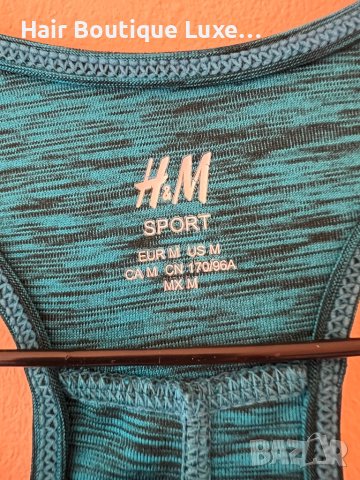 Hair Boutique Luxe...
H&M
SPORT
EUR M US M
CA M CN 170/96A
MX M
BAZAR